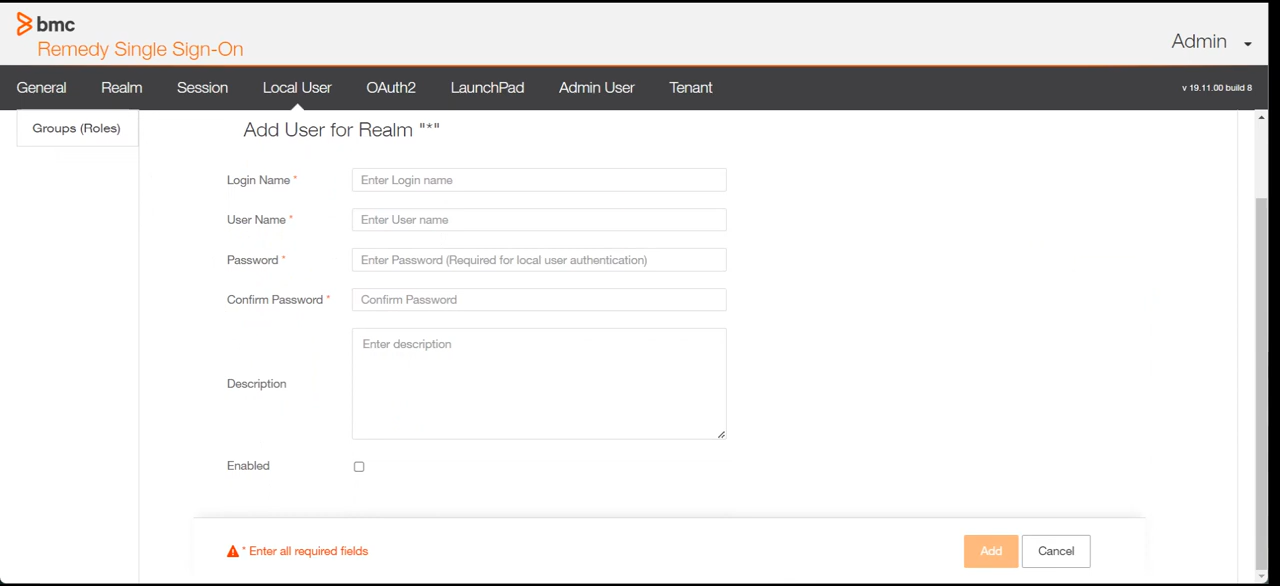 bmc
Remedy Single Sign-On
Admin
General Realm Session Local User OAuth2 LaunchPad Admin User Tenant v 19.11.00 build 8
Groups (Roles)
Add User for Realm "*"
Login Name * Enter Login name
User Name * Enter User name
Password * Enter Password (Required for local user authentication)
Confirm Password * Confirm Password
Description Enter description
Enabled
* Enter all required fields Add Cancel